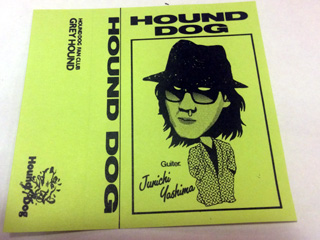 HOUND
DOG
Guitar.
Junichi
Yashima
HOUND DOG
HOUNDDOG FAN CLUB
GREY HOUND
Hound Dog